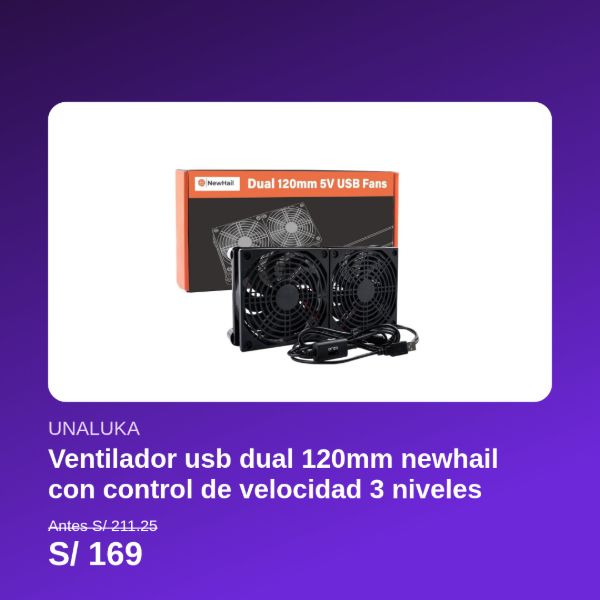 NewHail
Dual 120mm 5V USB Fans
UNALUKA
Ventilador usb dual 120mm newhail
con control de velocidad 3 niveles
Antes S/ 211.25
S/ 169